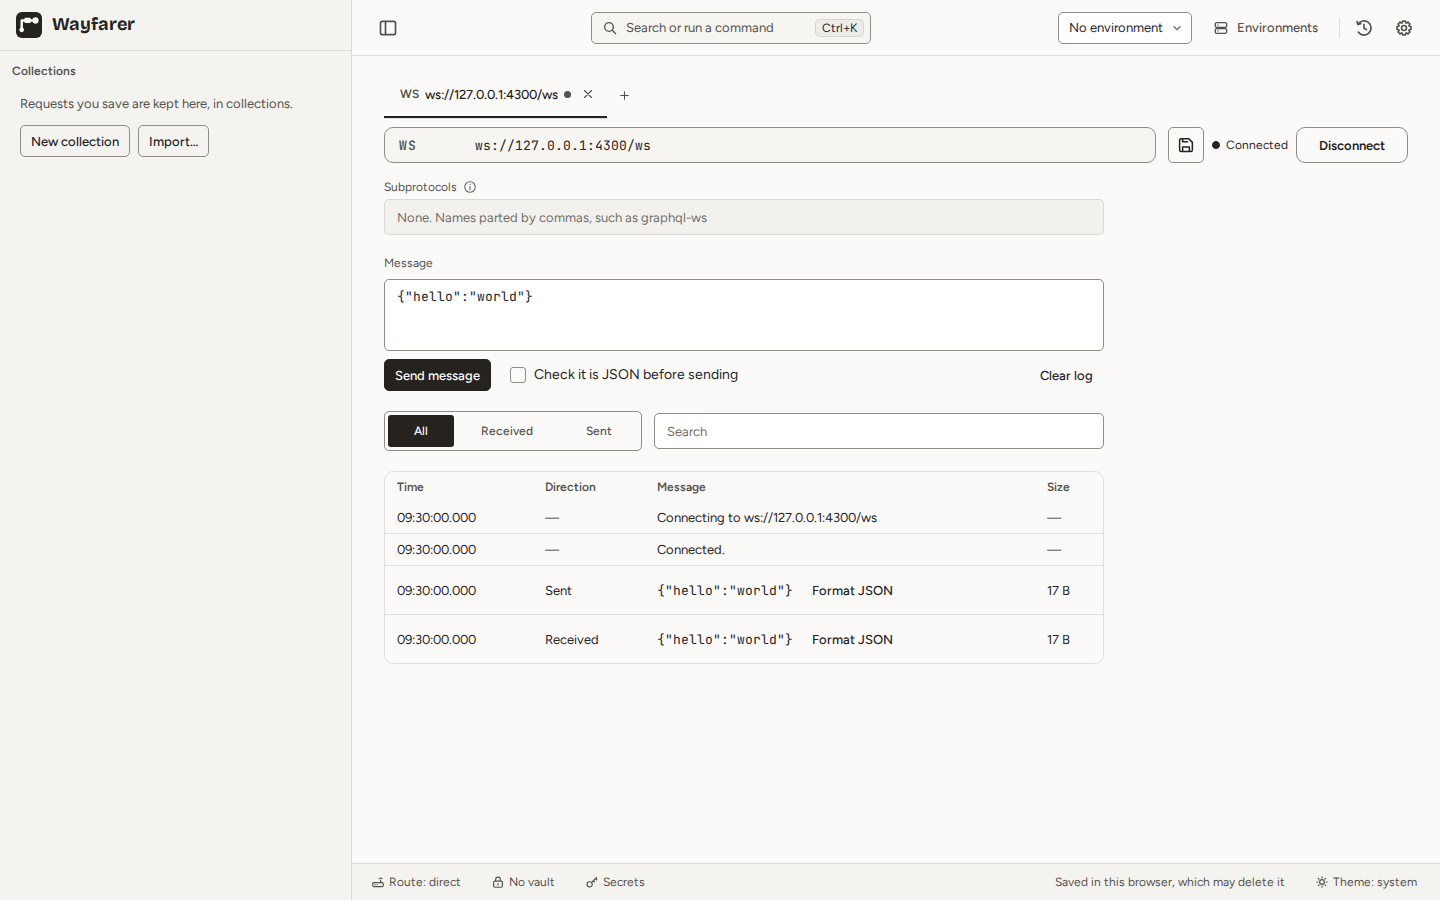 Wayfarer
Search or run a command
Ctrl+K
No environment
Environments
Collections
Requests you save are kept here, in collections.
New collection
Import...
WS ws://127.0.0.1:4300/ws
WS ws://127.0.0.1:4300/ws
Connected
Disconnect
Subprotocols
None. Names parted by commas, such as graphql-ws
Message
{"hello":"world"}
Send message
Check it is JSON before sending
Clear log
All
Received
Sent
Search
Time Direction Message Size
09:30:00.000 — Connecting to ws://127.0.0.1:4300/ws —
09:30:00.000 — Connected. —
09:30:00.000 Sent {"hello":"world"} Format JSON 17 B
09:30:00.000 Received {"hello":"world"} Format JSON 17 B
Route: direct
No vault
Secrets
Saved in this browser, which may delete it
Theme: system